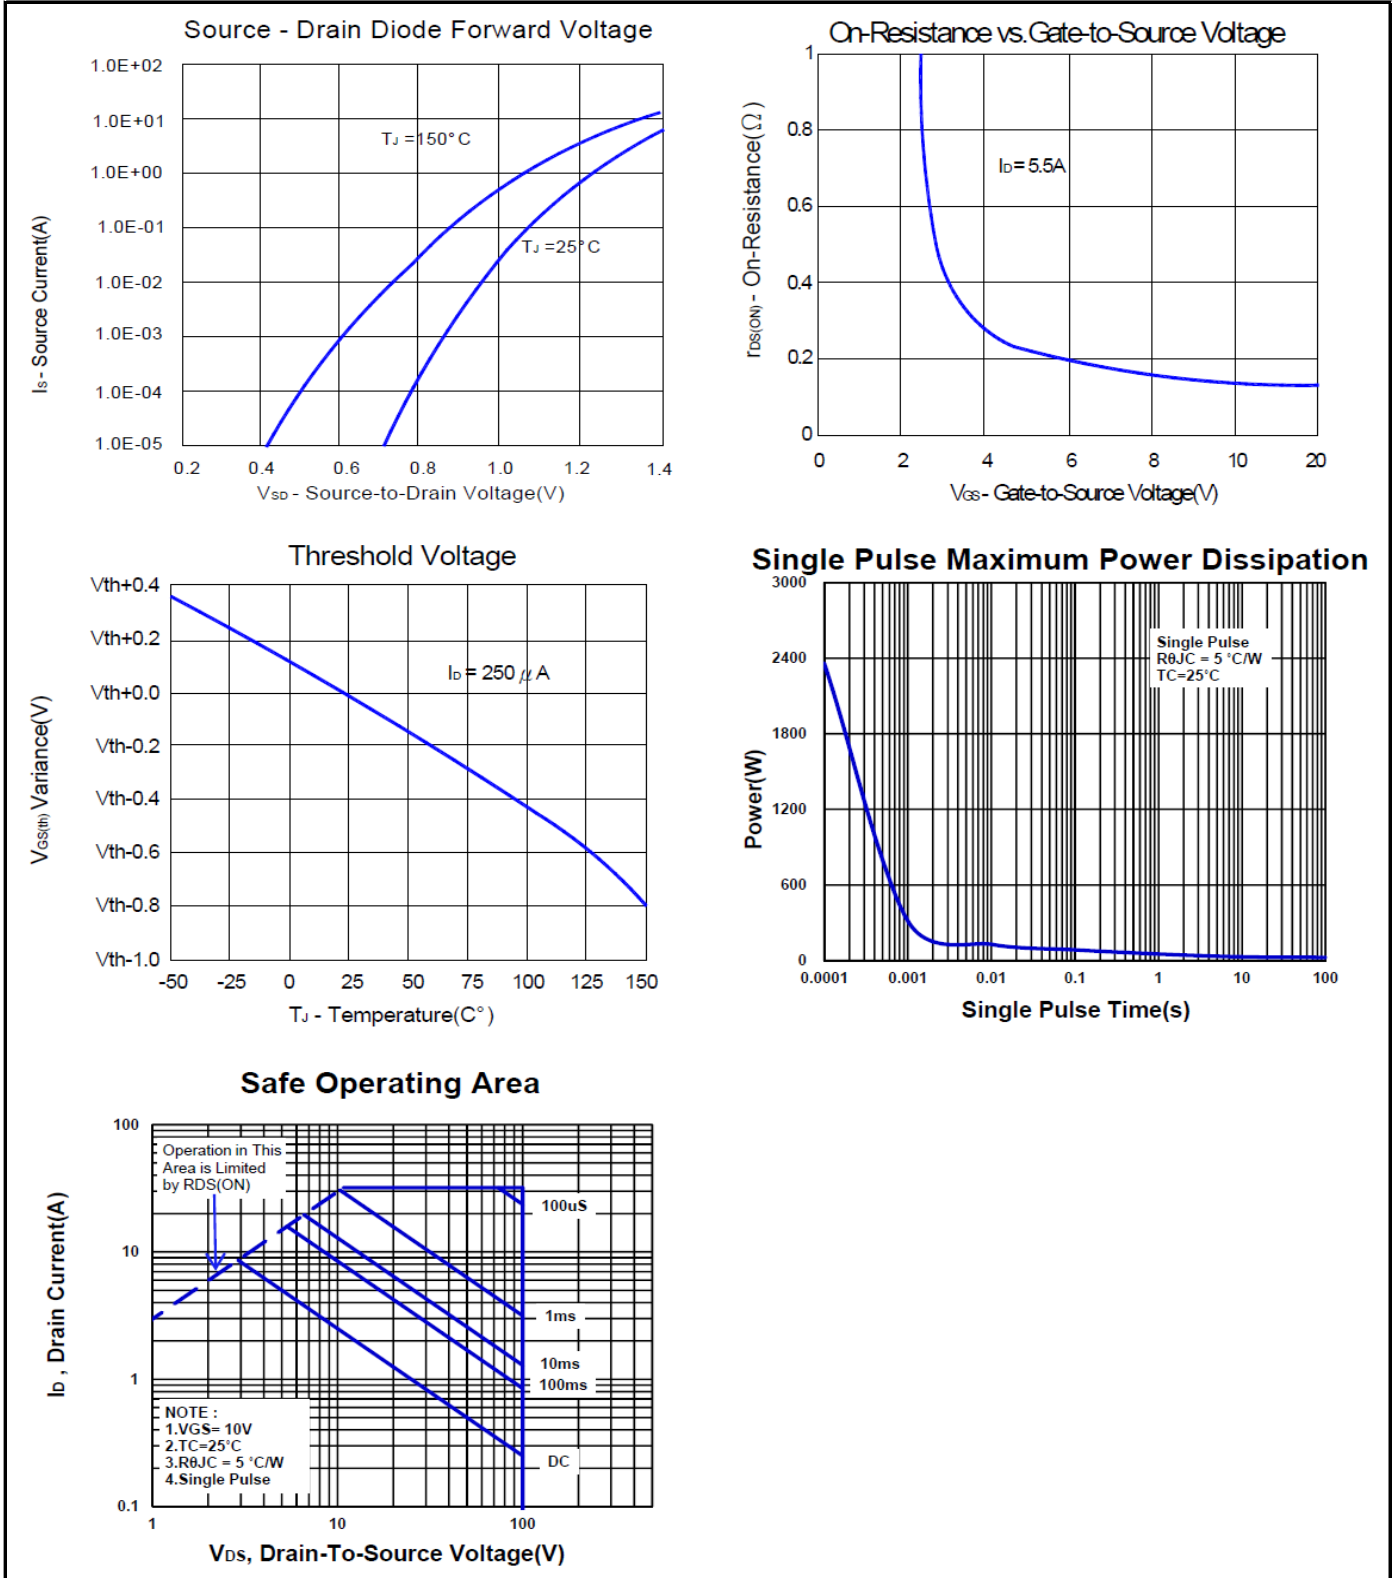 Source - Drain Diode Forward Voltage
1.0E+02
1.0E+01
1.0E+00
1.0E-01
1.0E-02
1.0E-03
1.0E-04
1.0E-05
IS - Source Current(A)
TJ =150°C
TJ =25°C
0.2 0.4 0.6 0.8 1.0 1.2 1.4
VSD - Source-to-Drain Voltage(V)
On-Resistance vs.Gate-to-Source Voltage
1
0.8
0.6
0.4
0.2
0
rDS(ON) - On-Resistance(Ω)
ID = 5.5A
0 2 4 6 8 10 20
VGS - Gate-to-Source Voltage(V)
Threshold Voltage
Vth+0.4
Vth+0.2
Vth+0.0
Vth-0.2
Vth-0.4
Vth-0.6
Vth-0.8
Vth-1.0
VGS(th) Variance(V)
ID = 250 μ A
-50 -25 0 25 50 75 100 125 150
TJ - Temperature(C°)
Single Pulse Maximum Power Dissipation
3000
2400
1800
1200
600
0
Power(W)
Single Pulse
RθJC = 5 °C/W
TC=25°C
0.0001 0.001 0.01 0.1 1 10 100
Single Pulse Time(s)
Safe Operating Area
100
10
1
0.1
ID , Drain Current(A)
Operation in This
Area is Limited
by RDS(ON)
100uS
1ms
10ms
100ms
DC
NOTE :
1.VGS= 10V
2.TC=25°C
3.RθJC = 5 °C/W
4.Single Pulse
1 10 100
VDS, Drain-To-Source Voltage(V)